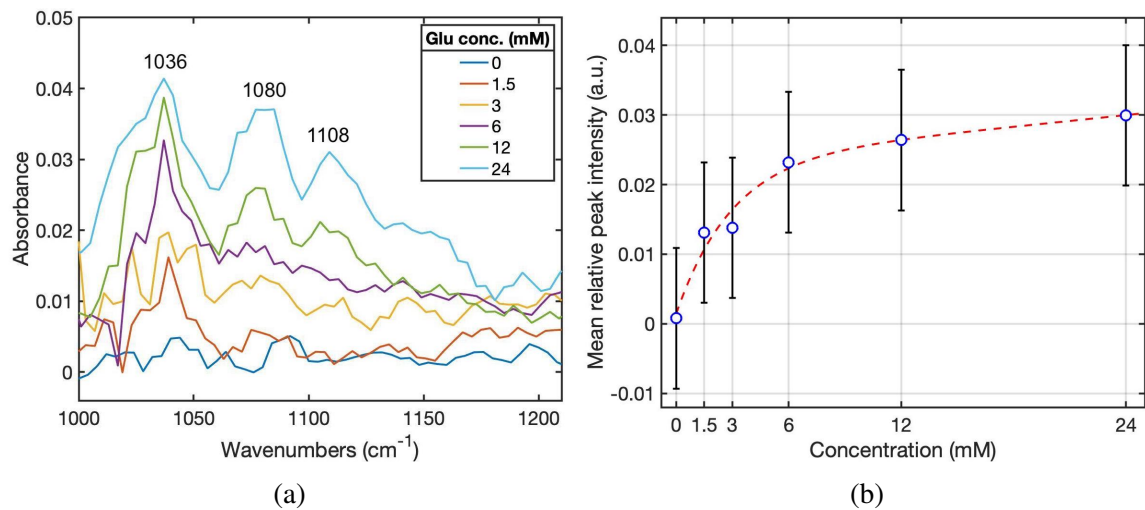 0.05
0.04
0.03
0.02
0.01
0
Absorbance
1036
1080
1108
Glu conc. (mM)
0
1.5
3
6
12
24
1000 1050 1100 1150 1200
Wavenumbers (cm⁻¹)
(a)
0.04
0.03
0.02
0.01
0
-0.01
Mean relative peak intensity (a.u.)
0 1.5 3 6 12 24
Concentration (mM)
(b)